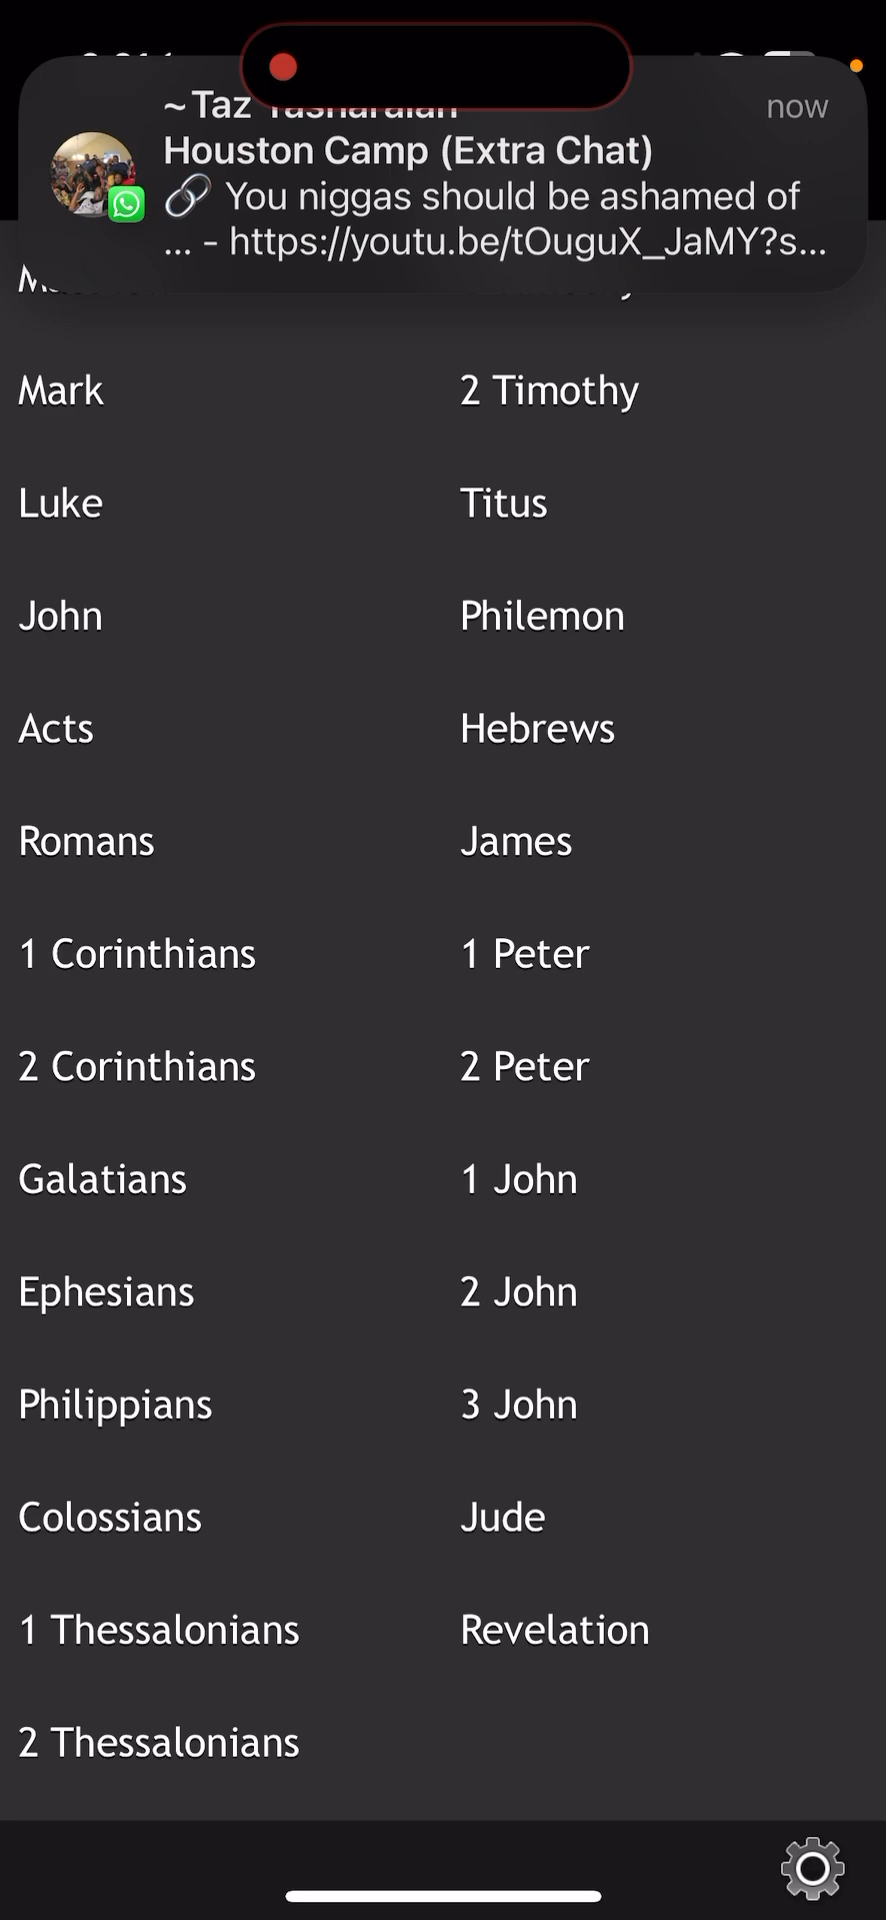 ~Taz
now
Houston Camp (Extra Chat)
🔗 You niggas should be ashamed of
... - https://youtu.be/tOuguX_JaMY?s...
Mark
2 Timothy
Luke
Titus
John
Philemon
Acts
Hebrews
Romans
James
1 Corinthians
1 Peter
2 Corinthians
2 Peter
Galatians
1 John
Ephesians
2 John
Philippians
3 John
Colossians
Jude
1 Thessalonians
Revelation
2 Thessalonians